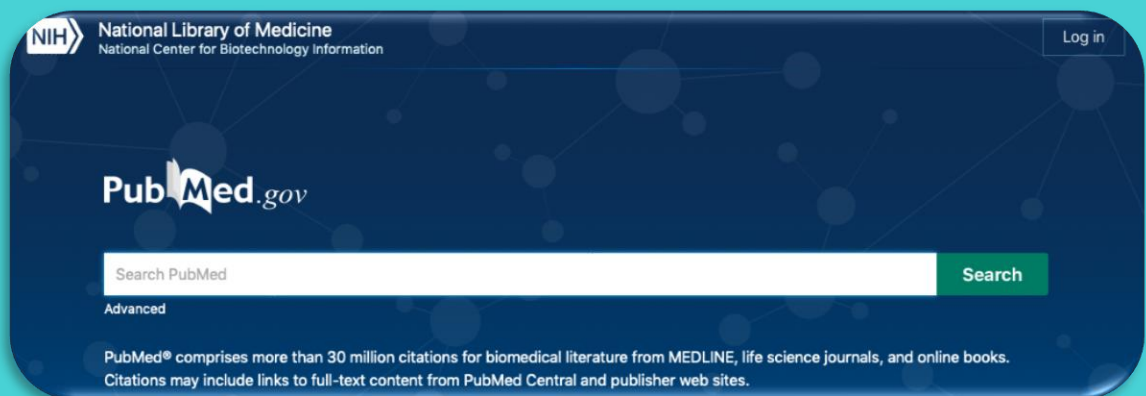 NIH
National Library of Medicine
National Center for Biotechnology Information
Log in
PubMed.gov
Search PubMed
Search
Advanced
PubMed® comprises more than 30 million citations for biomedical literature from MEDLINE, life science journals, and online books.
Citations may include links to full-text content from PubMed Central and publisher web sites.